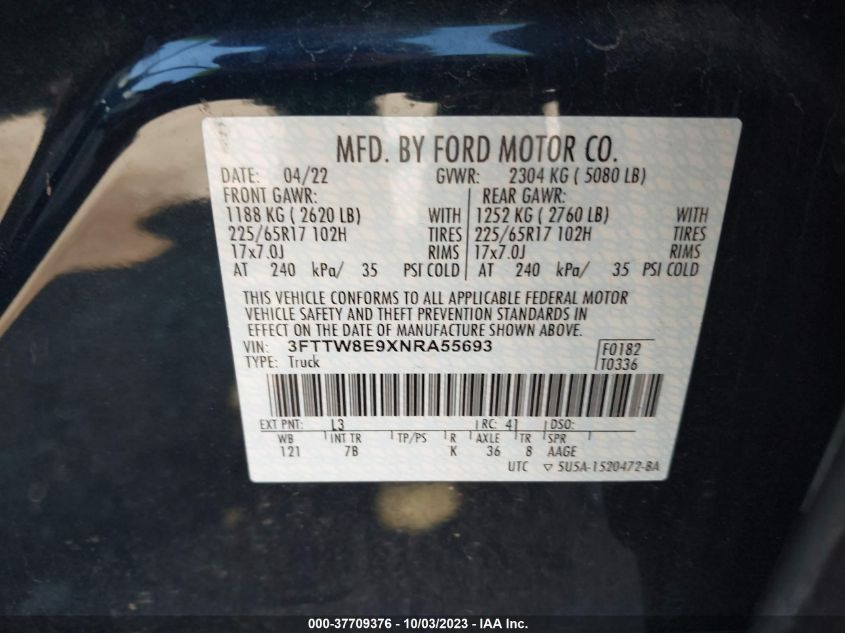 MFD. BY FORD MOTOR CO.
DATE: 04/22 GVWR: 2304 KG ( 5080 LB)
FRONT GAWR: REAR GAWR:
1188 KG ( 2620 LB) WITH 1252 KG ( 2760 LB) WITH
225/65R17 102H TIRES 225/65R17 102H TIRES
17x7.0J RIMS 17x7.0J RIMS
AT 240 kPa/ 35 PSI COLD AT 240 kPa/ 35 PSI COLD
THIS VEHICLE CONFORMS TO ALL APPLICABLE FEDERAL MOTOR
VEHICLE SAFETY AND THEFT PREVENTION STANDARDS IN
EFFECT ON THE DATE OF MANUFACTURE SHOWN ABOVE.
VIN: 3FTTW8E9XNRA55693 F0182
TYPE: Truck T0336
EXT PNT: L3 RC: 41 DSO:
WB INT TR TP/PS R AXLE TR SPR
121 7B K 36 8 AAGE
UTC ▽ 5U5A-1520472-BA
000-37709376 - 10/03/2023 - IAA Inc.